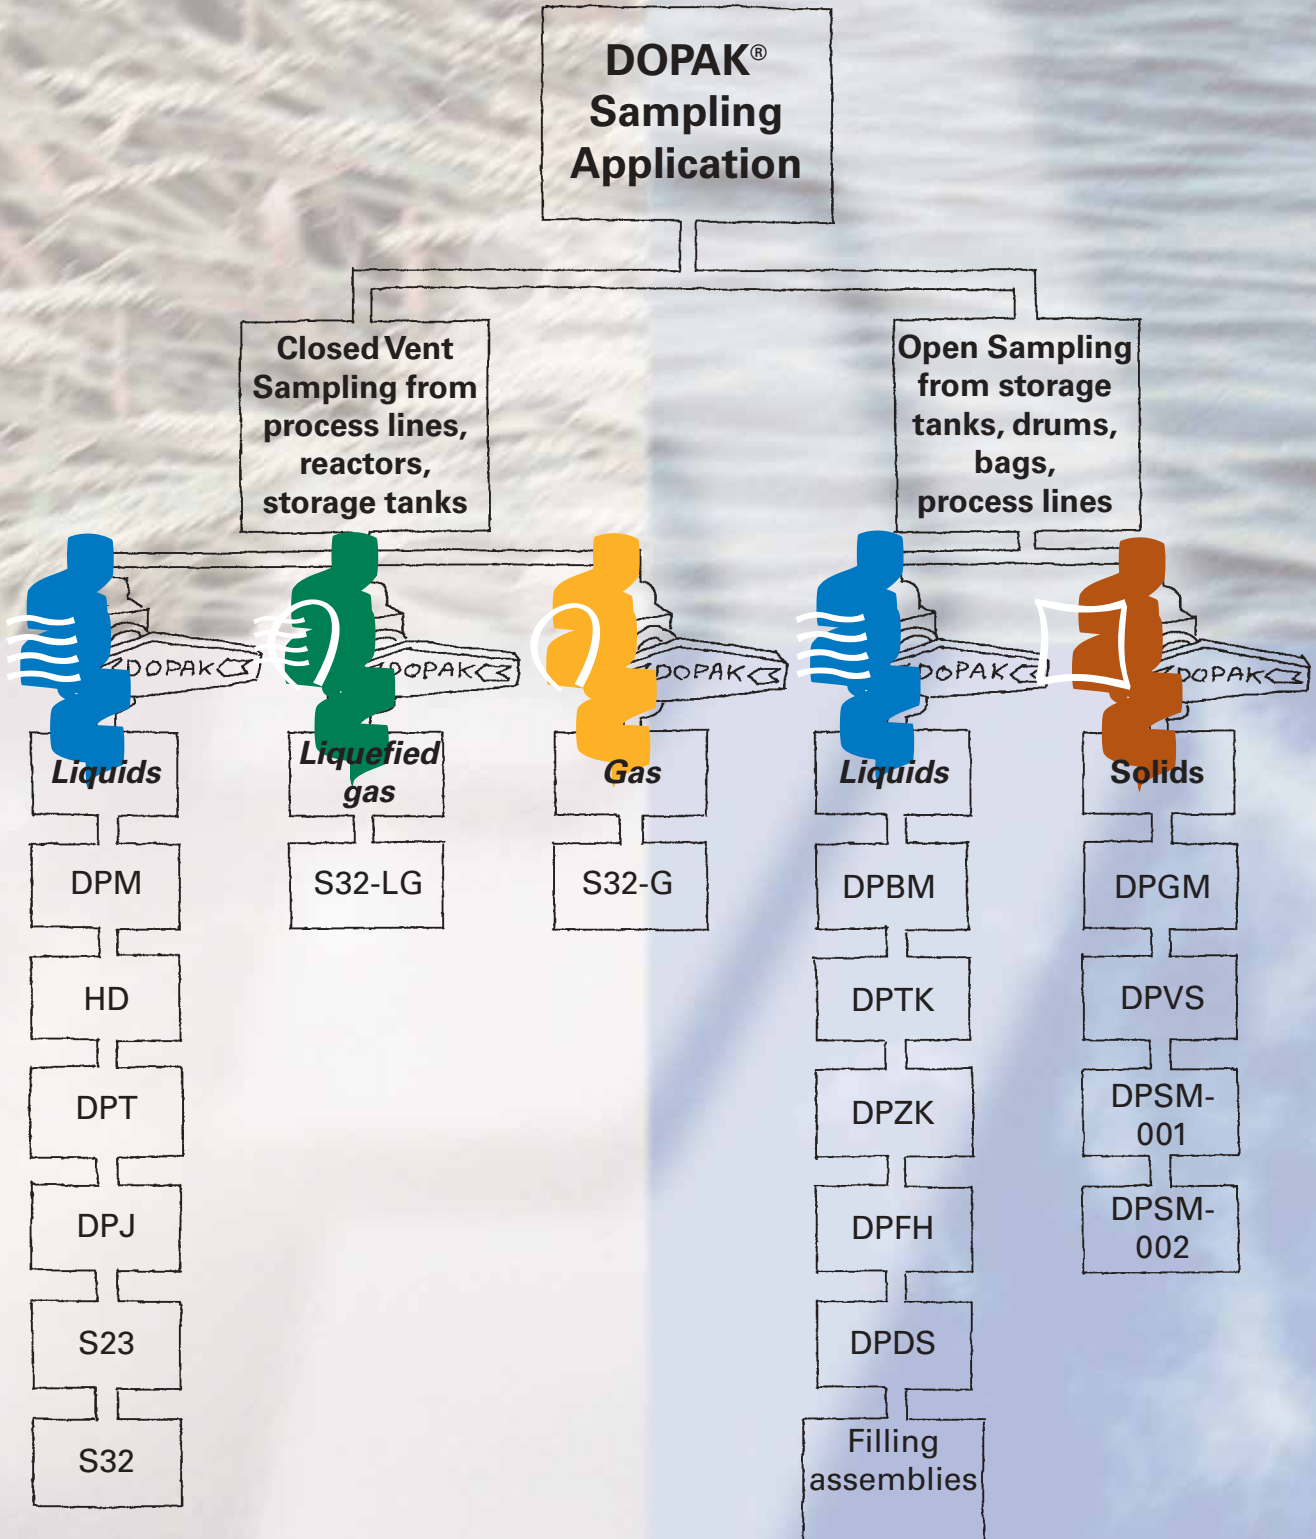 DOPAK®
Sampling
Application
Closed Vent
Sampling from
process lines,
reactors,
storage tanks
Open Sampling
from storage
tanks, drums,
bags,
process lines
DOPAK
DOPAK
DOPAK
DOPAK
DOPAK
Liquids
Liquefied
gas
Gas
Liquids
Solids
DPM
S32-LG
S32-G
DPBM
DPGM
HD
DPTK
DPVS
DPT
DPZK
DPSM-
001
DPJ
DPFH
DPSM-
002
S23
DPDS
S32
Filling
assemblies